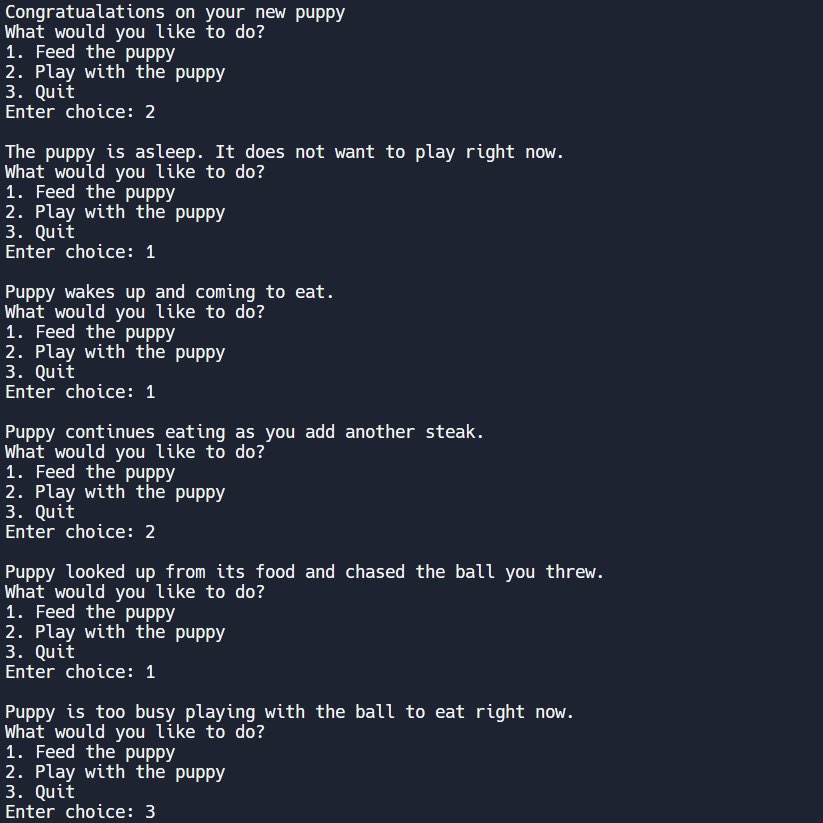 Congratualations on your new puppy
What would you like to do?
1. Feed the puppy
2. Play with the puppy
3. Quit
Enter choice: 2
The puppy is asleep. It does not want to play right now.
What would you like to do?
1. Feed the puppy
2. Play with the puppy
3. Quit
Enter choice: 1
Puppy wakes up and coming to eat.
What would you like to do?
1. Feed the puppy
2. Play with the puppy
3. Quit
Enter choice: 1
Puppy continues eating as you add another steak.
What would you like to do?
1. Feed the puppy
2. Play with the puppy
3. Quit
Enter choice: 2
Puppy looked up from its food and chased the ball you threw.
What would you like to do?
1. Feed the puppy
2. Play with the puppy
3. Quit
Enter choice: 1
Puppy is too busy playing with the ball to eat right now.
What would you like to do?
1. Feed the puppy
2. Play with the puppy
3. Quit
Enter choice: 3